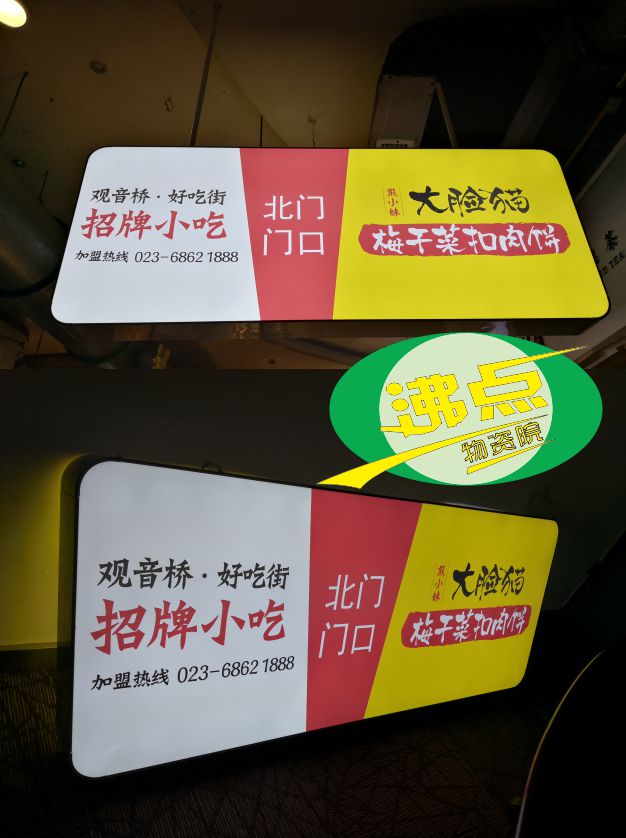 观音桥·好吃街
招牌小吃
加盟热线 023-6862 1888
北门
门口
熊小妹
大脸猫
梅干菜扣肉饼
沸点
物资院
观音桥·好吃街
招牌小吃
加盟热线 023-6862 1888
北门
门口
熊小妹
大脸猫
梅干菜扣肉饼